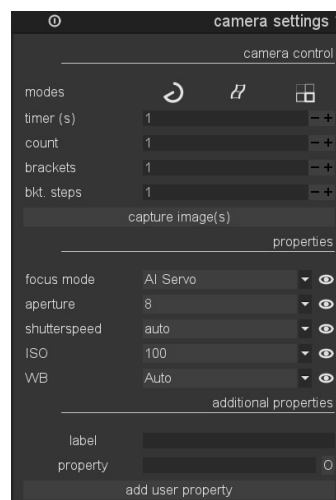 camera settings
camera control
modes
timer (s) 1 - +
count 1 - +
brackets 1 - +
bkt. steps 1 - +
capture image(s)
properties
focus mode AI Servo
aperture 8
shutterspeed auto
ISO 100
WB Auto
additional properties
label
property O
add user property